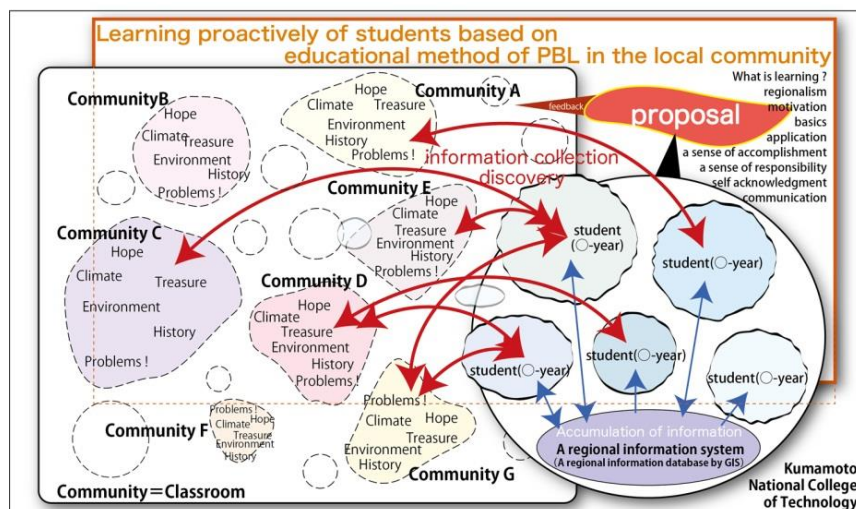 Learning proactively of students based on
educational method of PBL in the local community
CommunityB
Hope
Climate
Treasure
Environment
History
Problems !
Community A
Hope
Climate
Treasure
Environment
History
Problems !
feedback
proposal
What is learning ?
regionalism
motivation
basics
application
a sense of accomplishment
a sense of responsibility
self acknowledgment
communication
information collection
discovery
Community E
Hope
Climate
Treasure
Environment
History
Problems !
Community C
Hope
Climate
Treasure
Environment
History
Problems !
Community D
Hope
Climate
Treasure
Environment
History
Problems !
student
(○-year)
student(○-year)
student(○-year)
student(○-year)
student(○-year)
Community F
Problems !
Climate
Hope
Treasure
Environment
History
Problems !
Climate
Hope
Treasure
Environment
History
Community G
Accumulation of information
A regional information system
(A regional information database by GIS)
Community＝Classroom
Kumamoto
National College
of Technology